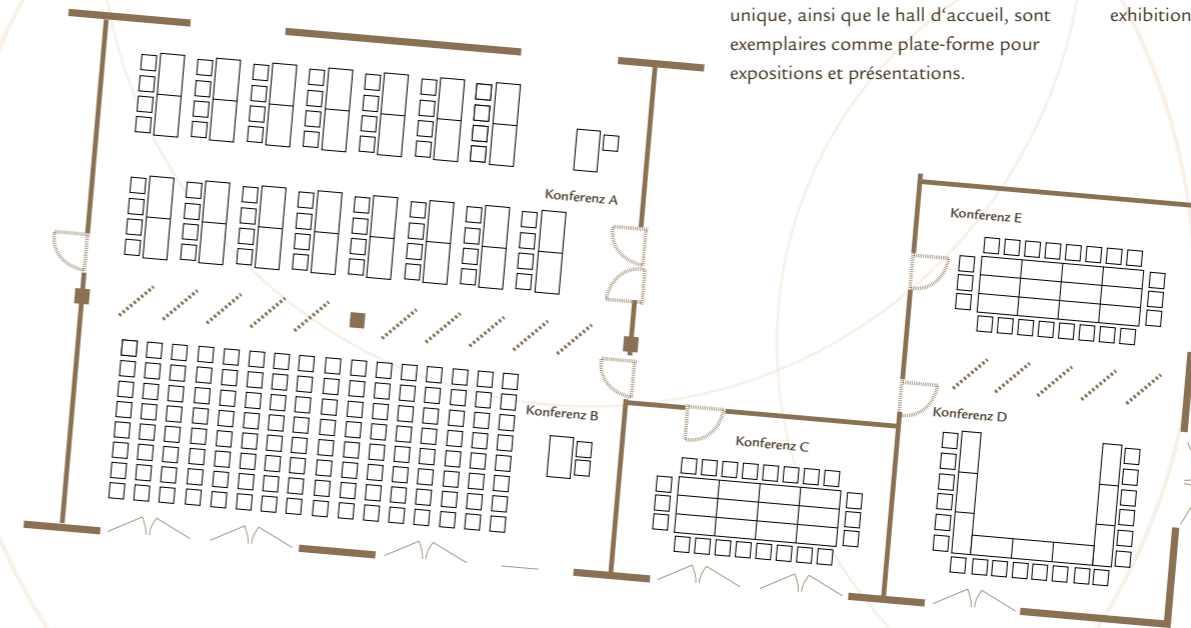 unique, ainsi que le hall d‘accueil, sont
exemplaires comme plate-forme pour
expositions et présentations.
exhibition
Konferenz A
Konferenz E
Konferenz B
Konferenz D
Konferenz C